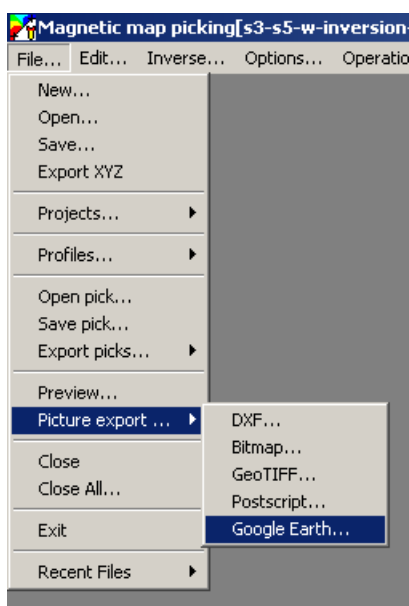 Magnetic map picking[s3-s5-w-inversion-
File... Edit... Inverse... Options... Operatio
New...
Open...
Save...
Export XYZ
Projects...
Profiles...
Open pick...
Save pick...
Export picks...
Preview...
Picture export ...
DXF...
Bitmap...
GeoTIFF...
Postscript...
Google Earth...
Close
Close All...
Exit
Recent Files